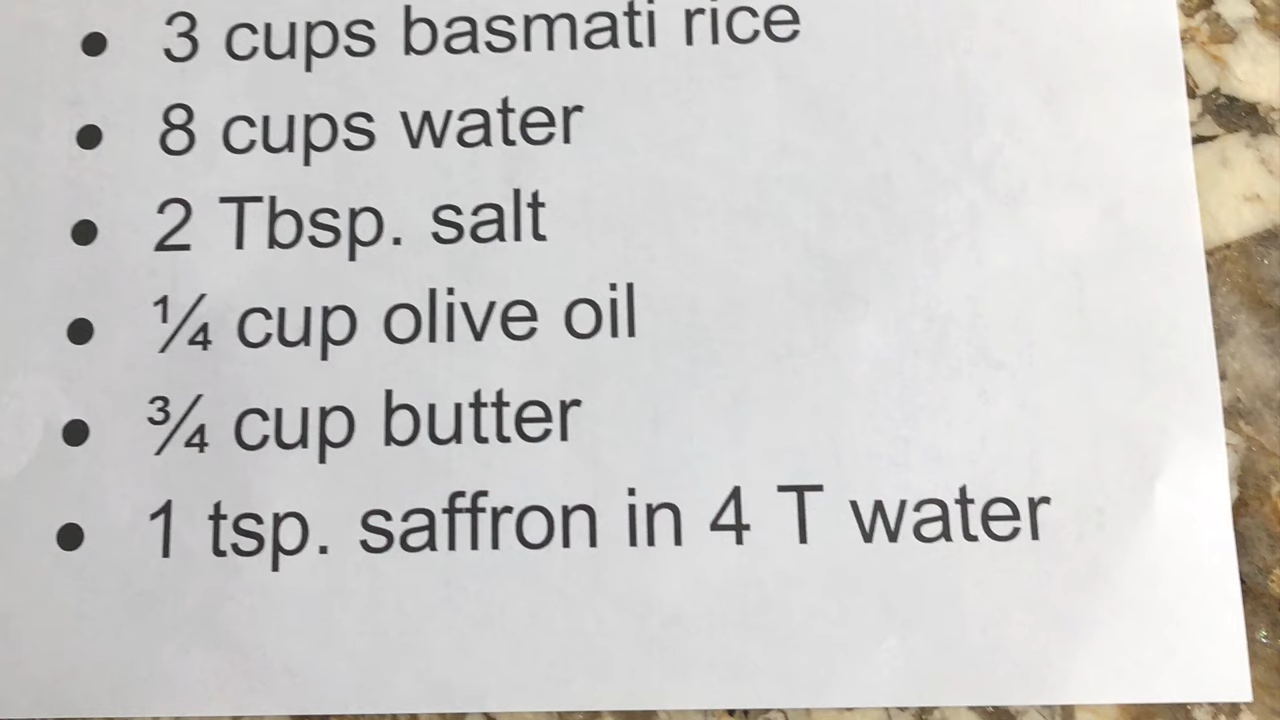 • 3 cups basmati rice
• 8 cups water
• 2 Tbsp. salt
• ¼ cup olive oil
• ¾ cup butter
• 1 tsp. saffron in 4 T water